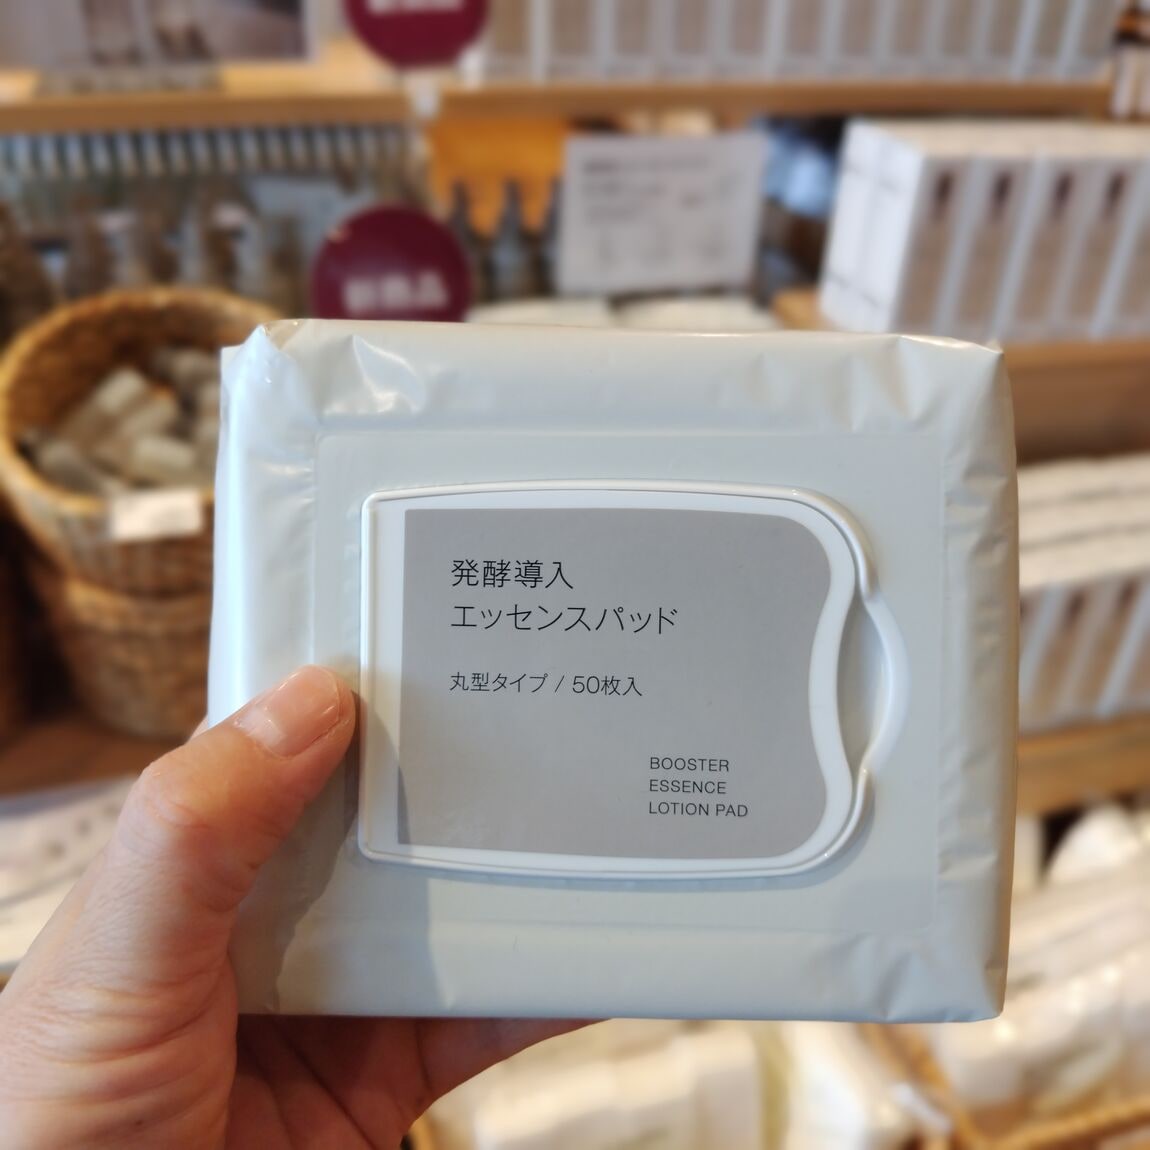 発酵導入
エッセンスパッド
丸型タイプ / 50枚入
BOOSTER
ESSENCE
LOTION PAD